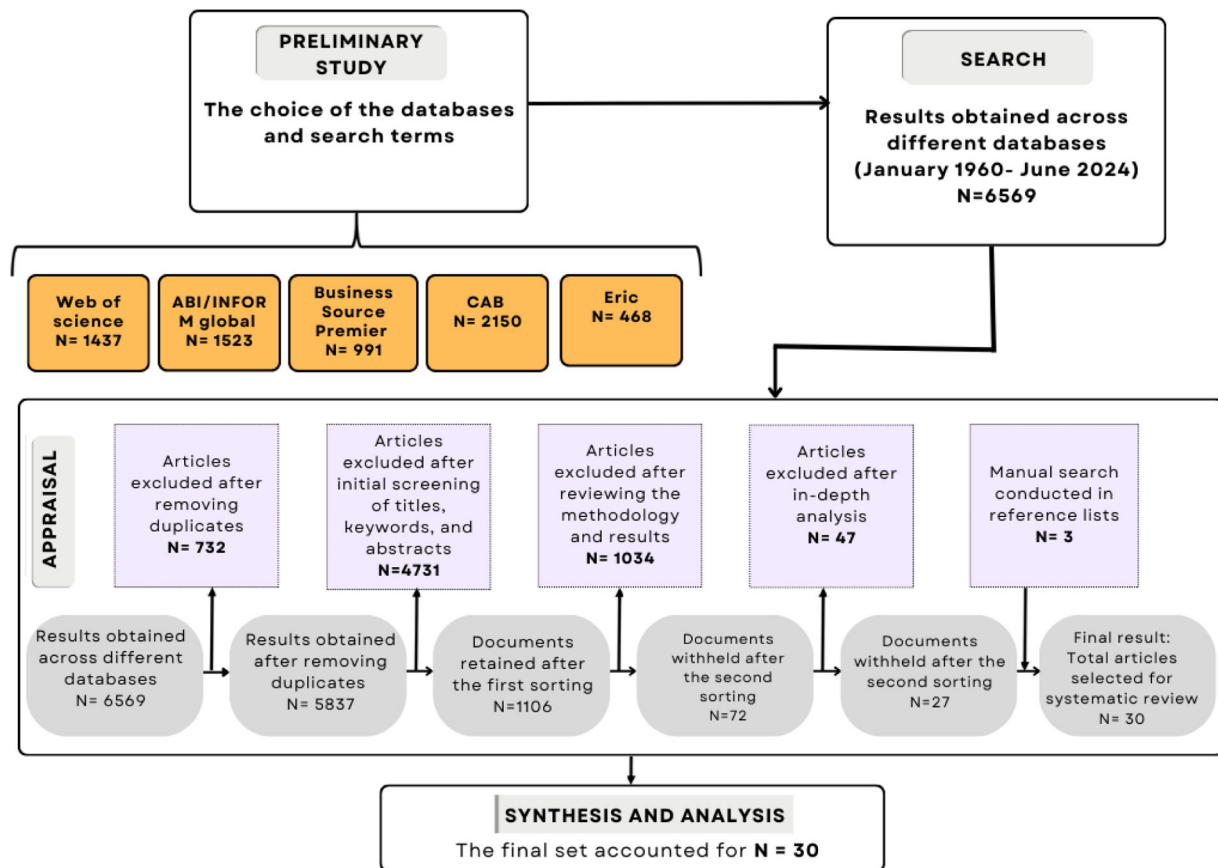 PRELIMINARY
STUDY
The choice of the databases
and search terms
SEARCH
Results obtained across
different databases
(January 1960- June 2024)
N=6569
Web of
science
N= 1437
ABI/INFOR
M global
N= 1523
Business
Source
Premier
N= 991
CAB
N= 2150
Eric
N= 468
APPRAISAL
Articles
excluded after
removing
duplicates
N= 732
Articles
excluded after
initial screening
of titles,
keywords, and
abstracts
N=4731
Articles
excluded after
reviewing the
methodology
and results
N= 1034
Articles
excluded after
in-depth
analysis
N= 47
Manual search
conducted in
reference lists
N= 3
Results obtained
across different
databases
N= 6569
Results obtained
after removing
duplicates
N= 5837
Documents
retained after
the first sorting
N=1106
Documents
withheld after
the second
sorting
N=72
Documents
withheld after the
second sorting
N=27
Final result:
Total articles
selected for
systematic review
N= 30
SYNTHESIS AND ANALYSIS
The final set accounted for N = 30